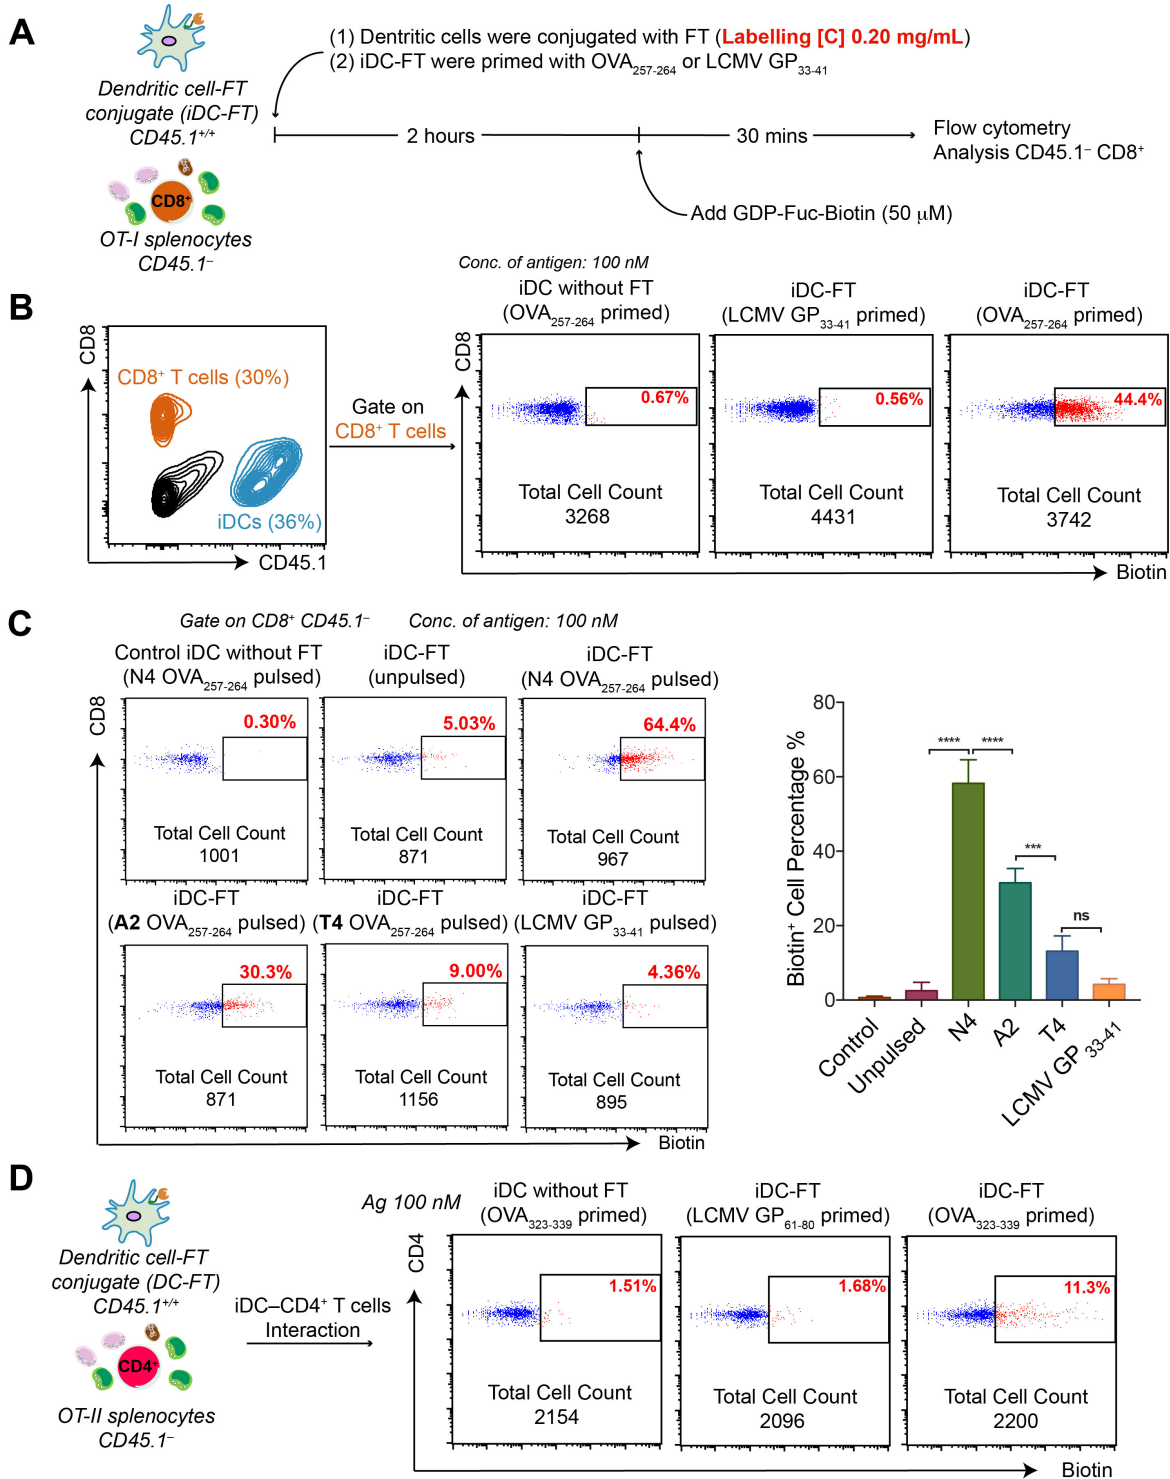 A
(1) Dentritic cells were conjugated with FT (Labelling [C] 0.20 mg/mL)
(2) iDC-FT were primed with OVA257-264 or LCMV GP33-41
Dendritic cell-FT
conjugate (iDC-FT)
CD45.1+/+
2 hours
30 mins
Flow cytometry
Analysis CD45.1– CD8+
CD8+
Add GDP-Fuc-Biotin (50 μM)
OT-I splenocytes
CD45.1–
B
Conc. of antigen: 100 nM
iDC without FT
(OVA257-264 primed)
iDC-FT
(LCMV GP33-41 primed)
iDC-FT
(OVA257-264 primed)
CD8
CD8+ T cells (30%)
iDCs (36%)
CD45.1
Gate on
CD8+ T cells
CD8
0.67%
Total Cell Count
3268
0.56%
Total Cell Count
4431
44.4%
Total Cell Count
3742
Biotin
C
Gate on CD8+ CD45.1–
Conc. of antigen: 100 nM
Control iDC without FT
(N4 OVA257-264 pulsed)
iDC-FT
(unpulsed)
iDC-FT
(N4 OVA257-264 pulsed)
CD8
0.30%
Total Cell Count
1001
5.03%
Total Cell Count
871
64.4%
Total Cell Count
967
iDC-FT
(A2 OVA257-264 pulsed)
iDC-FT
(T4 OVA257-264 pulsed)
iDC-FT
(LCMV GP33-41 pulsed)
30.3%
Total Cell Count
871
9.00%
Total Cell Count
1156
4.36%
Total Cell Count
895
Biotin
Biotin+ Cell Percentage %
80
60
40
20
0
****
****
***
ns
Control
Unpulsed
N4
A2
T4
LCMV GP 33-41
D
Dendritic cell-FT
conjugate (DC-FT)
CD45.1+/+
CD4+
OT-II splenocytes
CD45.1–
iDC–CD4+ T cells
Interaction
Ag 100 nM
iDC without FT
(OVA323-339 primed)
iDC-FT
(LCMV GP61-80 primed)
iDC-FT
(OVA323-339 primed)
CD4
1.51%
Total Cell Count
2154
1.68%
Total Cell Count
2096
11.3%
Total Cell Count
2200
Biotin